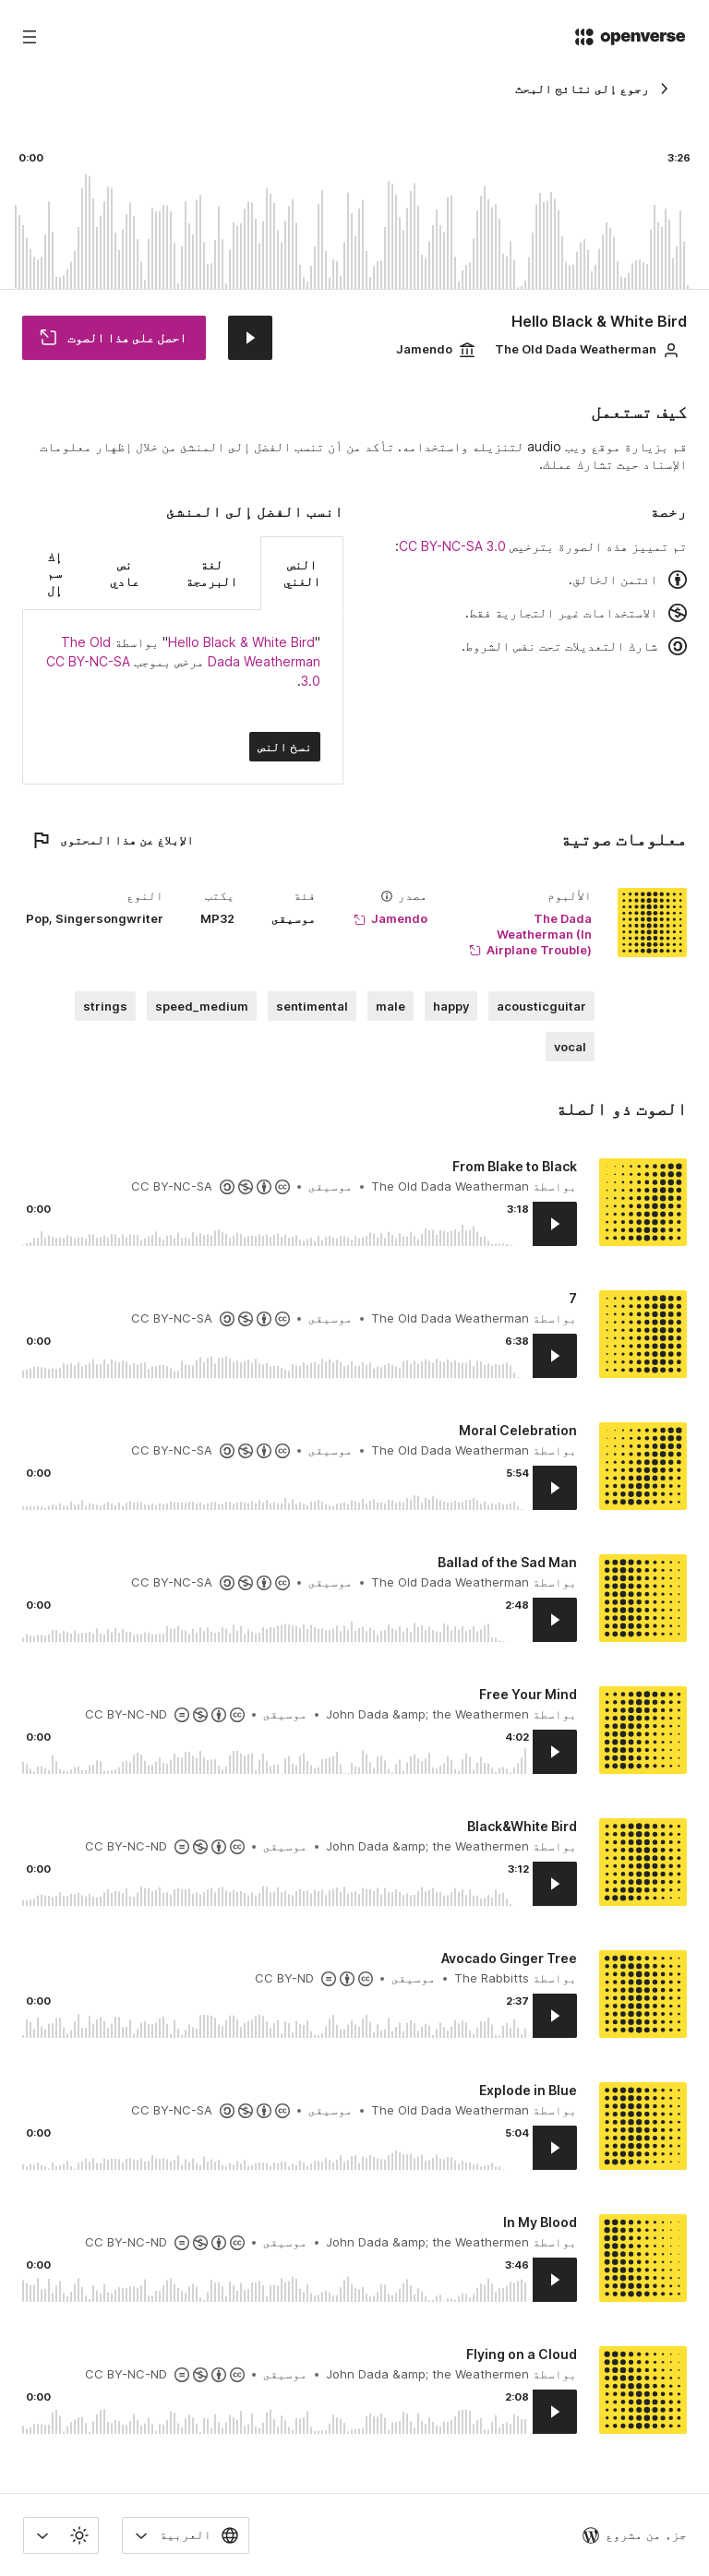 openverse
رجوع إلى نتائج البحث
0:00
3:26
Hello Black & White Bird
The Old Dada Weatherman
Jamendo
احصل على هذا الصوت
كيف تستعمل
قم بزيارة موقع ويب audio لتنزيله واستخدامه. تأكد من أن تنسب الفضل إلى المنشئ من خلال إظهار معلومات
الإسناد حيث تشارك عملك.
رخصة
تم تمييز هذه الصورة بترخيص CC BY-NC-SA 3.0:
ائتمن الخالق.
الاستخدامات غير التجارية فقط.
شارك التعديلات تحت نفس الشروط.
انسب الفضل إلى المنشئ
النص الغني
لغة البرمجة
نص عادي
إك سم إل
"Hello Black & White Bird" بواسطة The Old
Dada Weatherman مرخص بموجب CC BY-NC-SA
3.0.
نسخ النص
معلومات صوتية
الإبلاغ عن هذا المحتوى
الألبوم
The Dada
Weatherman (In
Airplane Trouble)
مصدر
Jamendo
فئة
موسيقى
يكتب
MP32
النوع
Pop, Singersongwriter
acousticguitar
happy
male
sentimental
speed_medium
strings
vocal
الصوت ذو الصلة
From Blake to Black
بواسطة The Old Dada Weatherman • موسيقى • CC BY-NC-SA
0:00
3:18
7
بواسطة The Old Dada Weatherman • موسيقى • CC BY-NC-SA
0:00
6:38
Moral Celebration
بواسطة The Old Dada Weatherman • موسيقى • CC BY-NC-SA
0:00
5:54
Ballad of the Sad Man
بواسطة The Old Dada Weatherman • موسيقى • CC BY-NC-SA
0:00
2:48
Free Your Mind
بواسطة John Dada &amp; the Weathermen • موسيقى • CC BY-NC-ND
0:00
4:02
Black&White Bird
بواسطة John Dada &amp; the Weathermen • موسيقى • CC BY-NC-ND
0:00
3:12
Avocado Ginger Tree
بواسطة The Rabbitts • موسيقى • CC BY-ND
0:00
2:37
Explode in Blue
بواسطة The Old Dada Weatherman • موسيقى • CC BY-NC-SA
0:00
5:04
In My Blood
بواسطة John Dada &amp; the Weathermen • موسيقى • CC BY-NC-ND
0:00
3:46
Flying on a Cloud
بواسطة John Dada &amp; the Weathermen • موسيقى • CC BY-NC-ND
0:00
2:08
جزء من مشروع
العربية